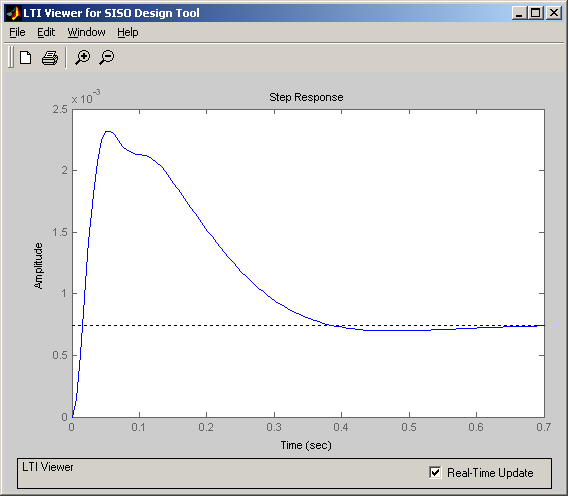 LTI Viewer for SISO Design Tool
File Edit Window Help
x 10⁻³
Step Response
2.5
2
1.5
1
0.5
0
Amplitude
0 0.1 0.2 0.3 0.4 0.5 0.6 0.7
Time (sec)
LTI Viewer
Real-Time Update